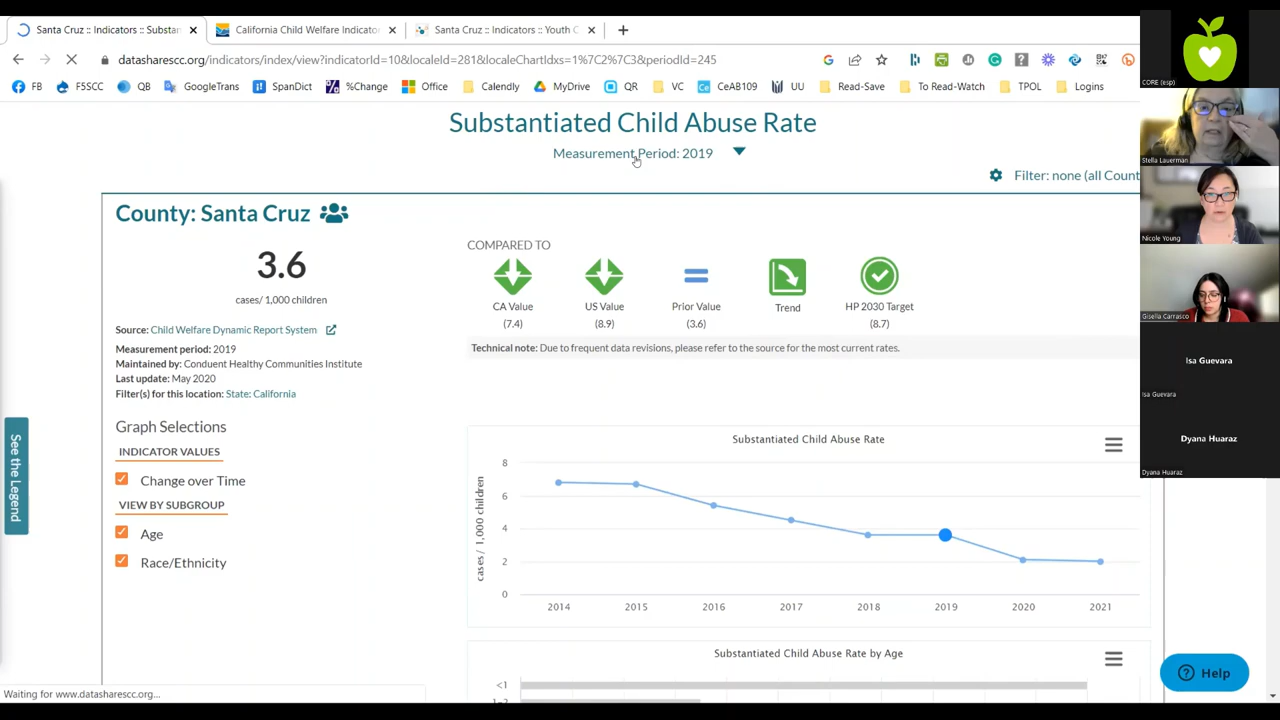 Santa Cruz :: Indicators :: Substan
California Child Welfare Indicator
Santa Cruz :: Indicators :: Youth C
datasharescc.org/indicators/index/view?indicatorId=10&localeId=281&localeChartIdxs=1%7C2%7C3&periodId=245
FB
F5SCC
QB
GoogleTrans
SpanDict
%Change
Office
Calendly
MyDrive
QR
VC
CeAB109
UU
Read-Save
To Read-Watch
TPOL
Logins
Substantiated Child Abuse Rate
Measurement Period: 2019
Filter: none (all Count
County: Santa Cruz
3.6
cases/ 1,000 children
Source: Child Welfare Dynamic Report System
Measurement period: 2019
Maintained by: Conduent Healthy Communities Institute
Last update: May 2020
Filter(s) for this location: State: California
Graph Selections
INDICATOR VALUES
Change over Time
VIEW BY SUBGROUP
Age
Race/Ethnicity
COMPARED TO
CA Value
(7.4)
US Value
(8.9)
Prior Value
(3.6)
Trend
HP 2030 Target
(8.7)
Technical note: Due to frequent data revisions, please refer to the source for the most current rates.
Substantiated Child Abuse Rate
cases / 1,000 children
8
6
4
2
0
2014
2015
2016
2017
2018
2019
2020
2021
Substantiated Child Abuse Rate by Age
<1
1-2
See the Legend
Help
Waiting for www.datasharescc.org...
CORE (esp)
Stella Lauerman
Nicole Young
Gisella Carrasco
Isa Guevara
Isa Guevara
Dyana Huaraz
Dyana Huaraz